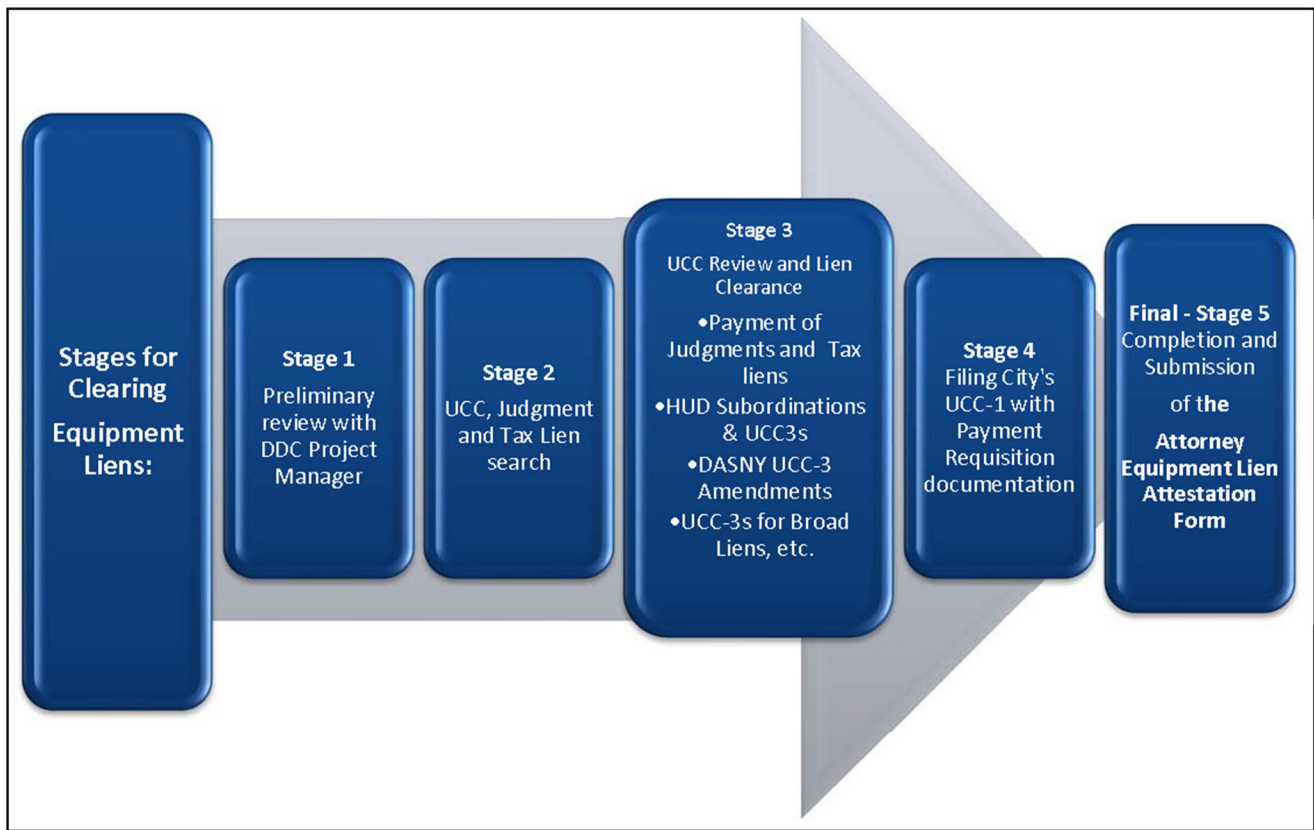 Stages for
Clearing
Equipment
Liens:
Stage 1
Preliminary
review with
DDC Project
Manager
Stage 2
UCC, Judgment
and Tax Lien
search
Stage 3
UCC Review and Lien
Clearance
•Payment of
Judgments and Tax
liens
•HUD Subordinations
& UCC3s
•DASNY UCC-3
Amendments
•UCC-3s for Broad
Liens, etc.
Stage 4
Filing City's
UCC-1 with
Payment
Requisition
documentation
Final - Stage 5
Completion and
Submission
of the
Attorney
Equipment Lien
Attestation
Form